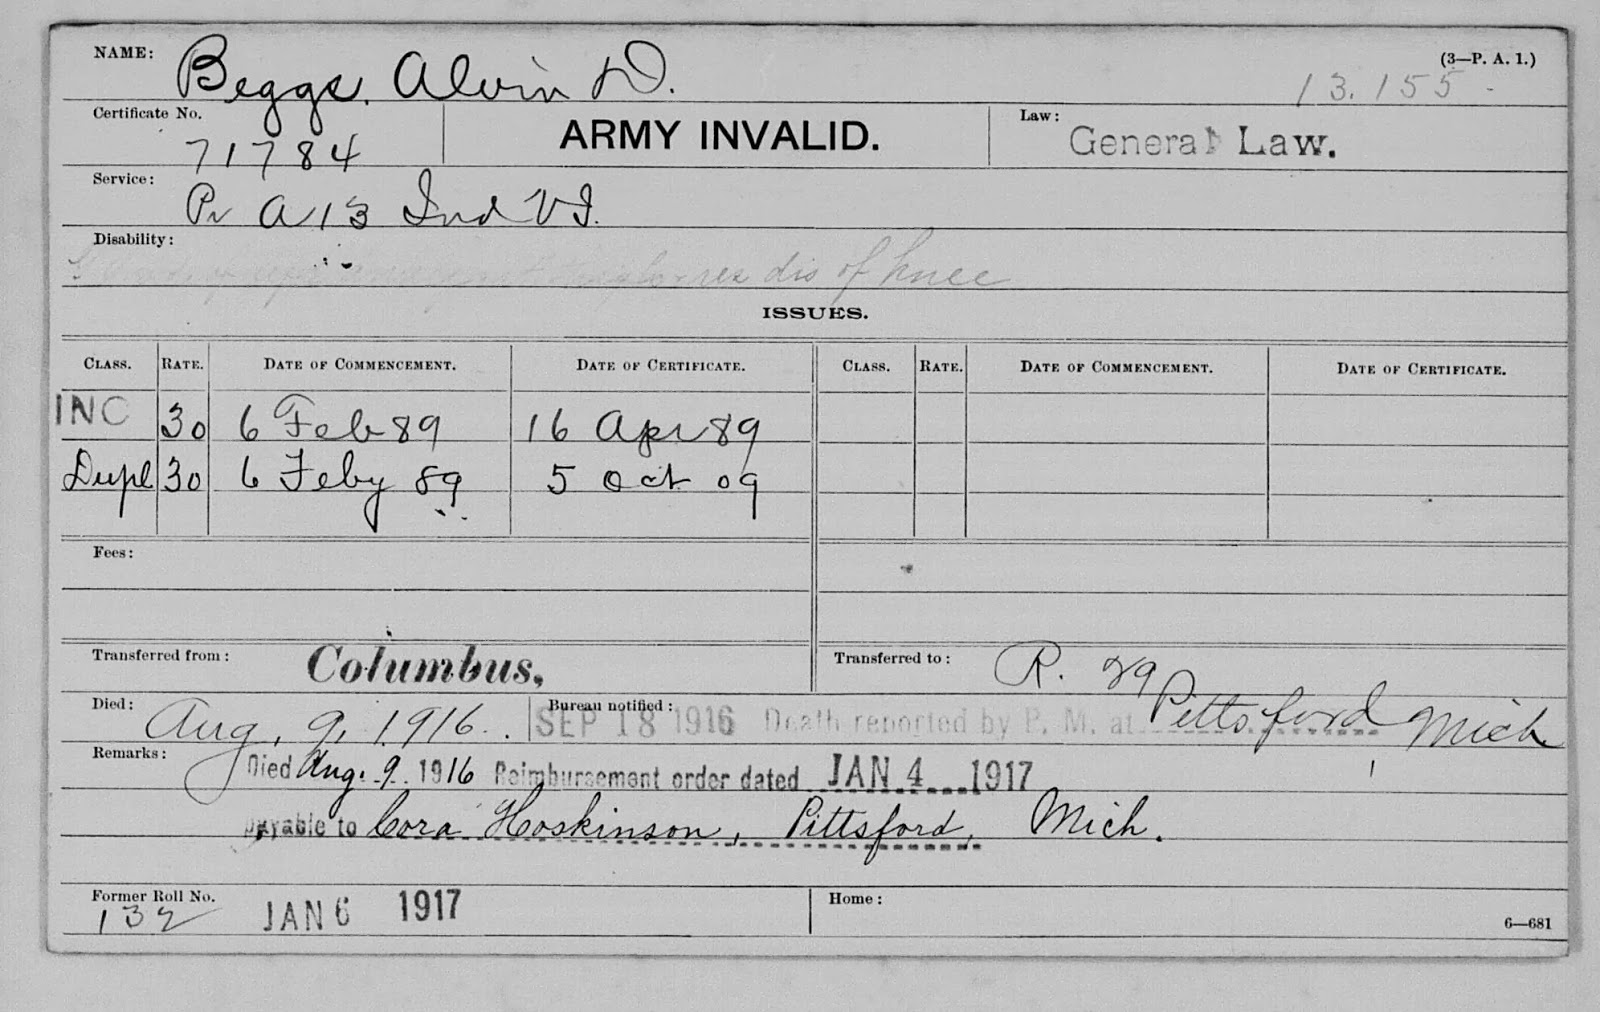 NAME: Beggs, Alvin D. (3—P. A. 1.)
13.155
Certificate No. 71784 ARMY INVALID. Law: General Law.
Service: Pr A 13 Ind V I.
Disability: dis of knee
ISSUES.
CLASS. RATE. DATE OF COMMENCEMENT. DATE OF CERTIFICATE. CLASS. RATE. DATE OF COMMENCEMENT. DATE OF CERTIFICATE.
INC 30 6 Feb 89 16 Apr 89
Dupl 30 6 Feby 89 5 Oct 09
Fees:
Transferred from: Columbus, Transferred to: R. 29
Died: Aug. 9, 1916. Bureau notified: SEP 18 1916 Death reported by P. M. at Pittsford Mich
Remarks: Died Aug. 9 1916 Reimbursement order dated JAN 4 1917
payable to Cora Hoskinson, Pittsford, Mich.
Former Roll No. 132 JAN 6 1917 Home:
6—681